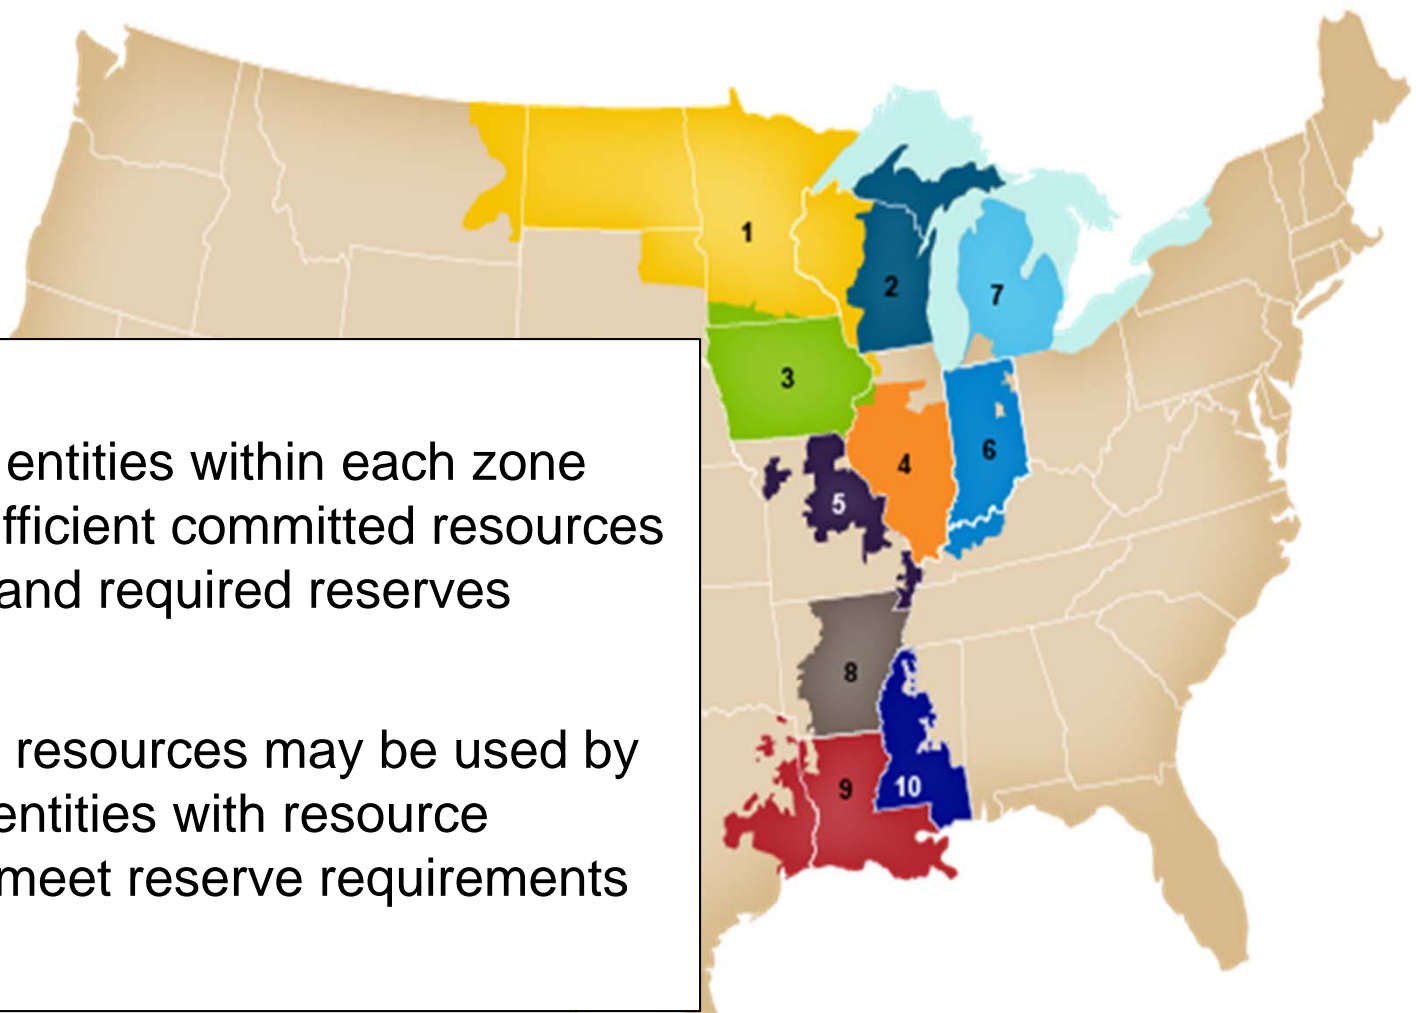 1
2
7
3
entities within each zone
fficient committed resources
and required reserves
4
6
5
resources may be used by
entities with resource
meet reserve requirements
8
9
10